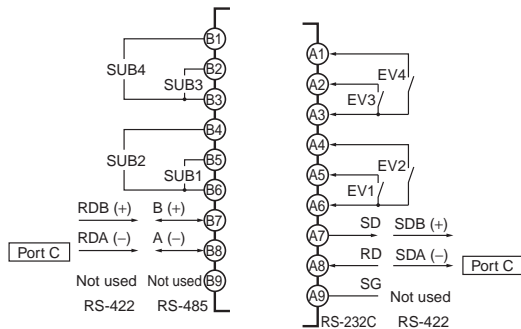 B1
SUB4
B2
SUB3
B3
B4
SUB2
B5
SUB1
B6
RDB (+) B (+)
B7
RDA (−) A (−)
Port C
B8
Not used Not used
B9
RS-422 RS-485
A1
A2
EV4
EV3
A3
A4
EV2
A5
EV1
A6
A7
SD SDB (+)
A8
RD SDA (−)
Port C
A9
SG
Not used
RS-232C RS-422